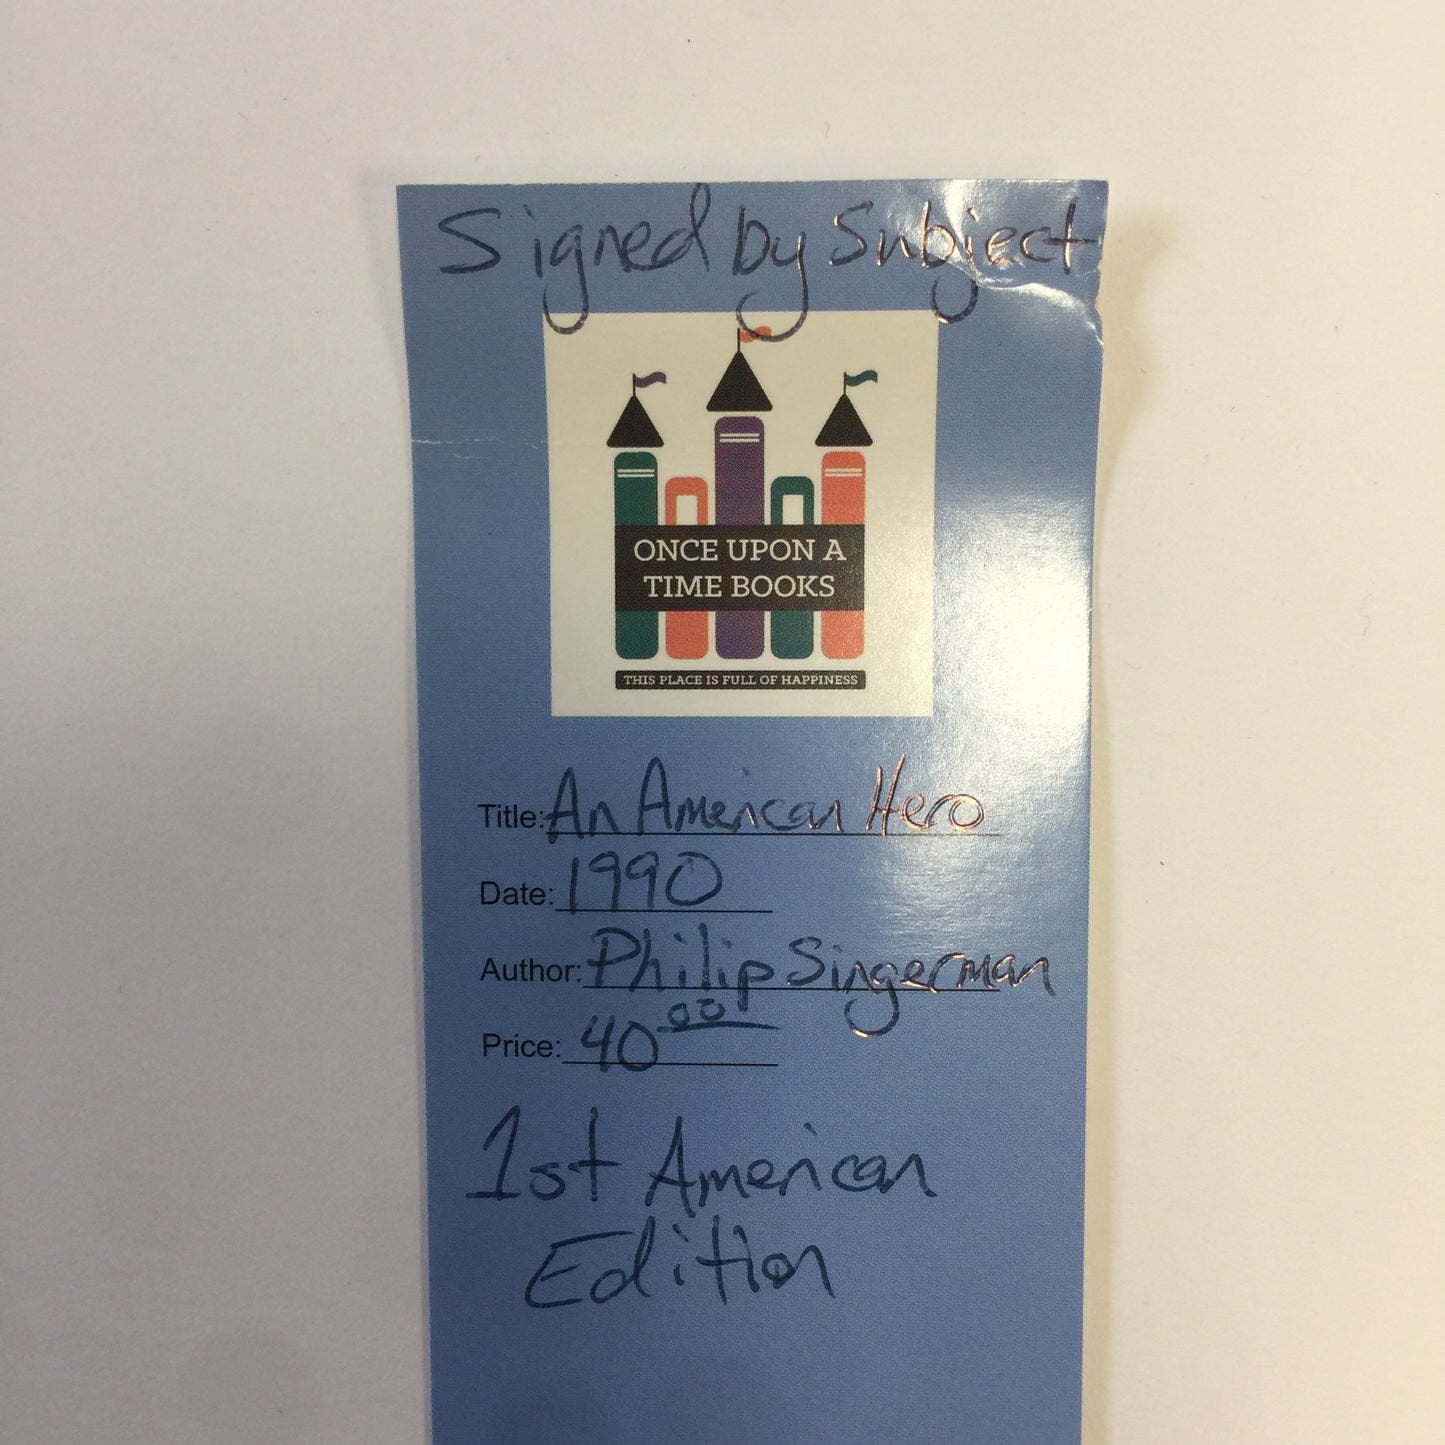 Signed by Subject
ONCE UPON A
TIME BOOKS
THIS PLACE IS FULL OF HAPPINESS
Title: An American Hero
Date: 1990
Author: Philip Singerman
Price: 40.00
1st American
Edition